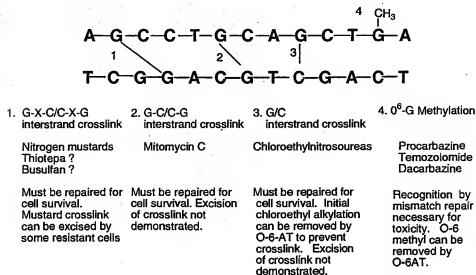 4 CH3
A-G-C-C-T-G-C-A-G-C-T-G-A
1 2 3
T-C-G-G-A-C-G-T-C-G-A-C-T
1. G-X-C/C-X-G
interstrand crosslink
Nitrogen mustards
Thiotepa ?
Busulfan ?
Must be repaired for
cell survival.
Mustard crosslink
can be excised by
some resistant cells
2. G-C/C-G
interstrand crosslink
Mitomycin C
Must be repaired for
cell survival. Excision
of crosslink not
demonstrated.
3. G/C
interstrand crosslink
Chloroethylnitrosoureas
Must be repaired for
cell survival. Initial
chloroethyl alkylation
can be removed by
O-6-AT to prevent
crosslink. Excision
of crosslink not
demonstrated.
4. 0⁶-G Methylation
Procarbazine
Temozolomide
Dacarbazine
Recognition by
mismatch repair
necessary for
toxicity. O-6
methyl can be
removed by
O-6AT.